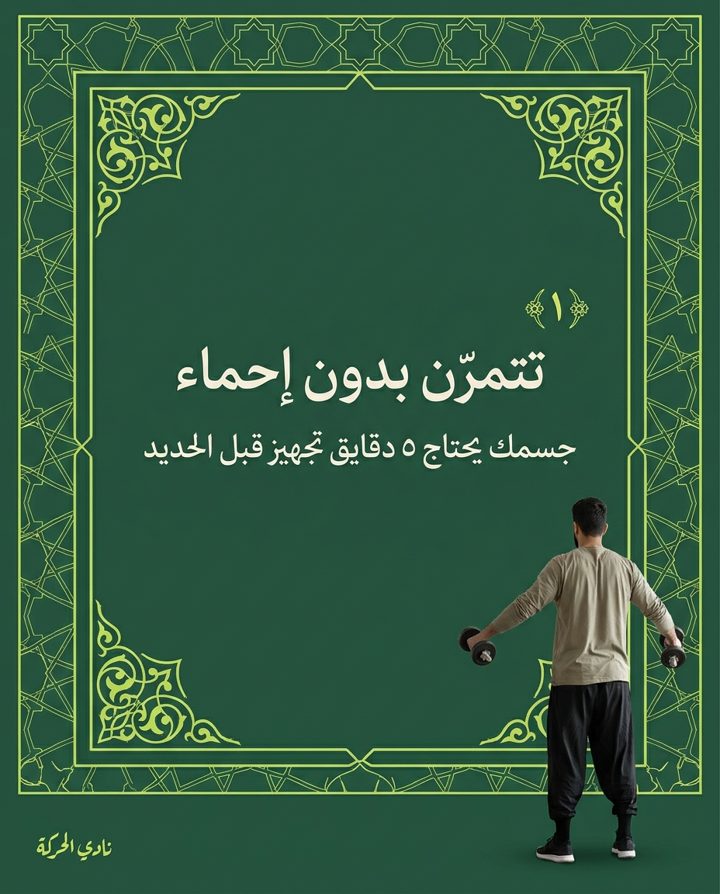 ﴿١﴾
تتمرّن بدون إحماء
جسمك يحتاج ٥ دقايق تجهيز قبل الحديد
نادي الحركة